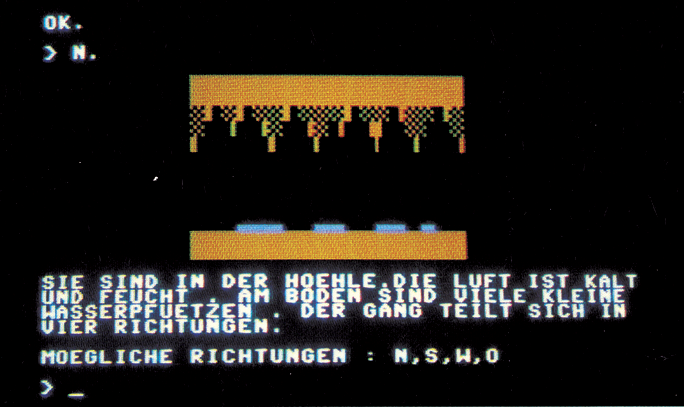 OK.
> N.
SIE SIND IN DER HOEHLE.DIE LUFT IST KALT
UND FEUCHT . AM BODEN SIND VIELE KLEINE
WASSERPFUETZEN . DER GANG TEILT SICH IN
VIER RICHTUNGEN.
MOEGLICHE RICHTUNGEN : N,S,W,O
> _